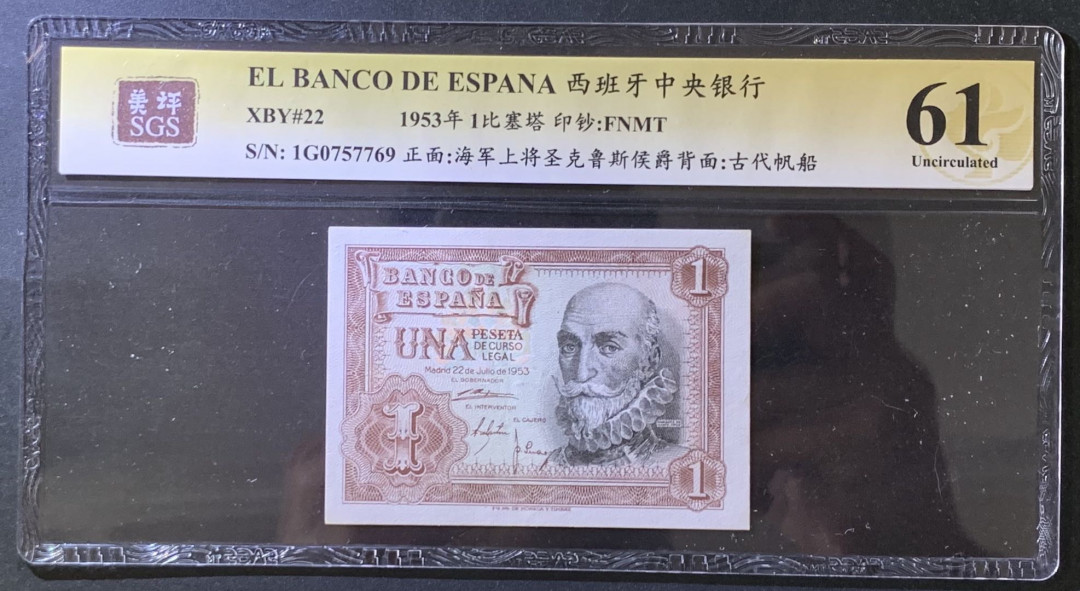 美坪
SGS
EL BANCO DE ESPANA 西班牙中央银行
XBY#22 1953年 1比塞塔 印钞:FNMT
S/N: 1G0757769 正面:海军上将圣克鲁斯侯爵背面:古代帆船
61
Uncirculated
BANCO DE
ESPAÑA
UNA PESETA
DE CURSO
LEGAL
Madrid 22 de Julio de 1953
EL GOBERNADOR
EL INTERVENTOR
EL CAJERO
1
1
1